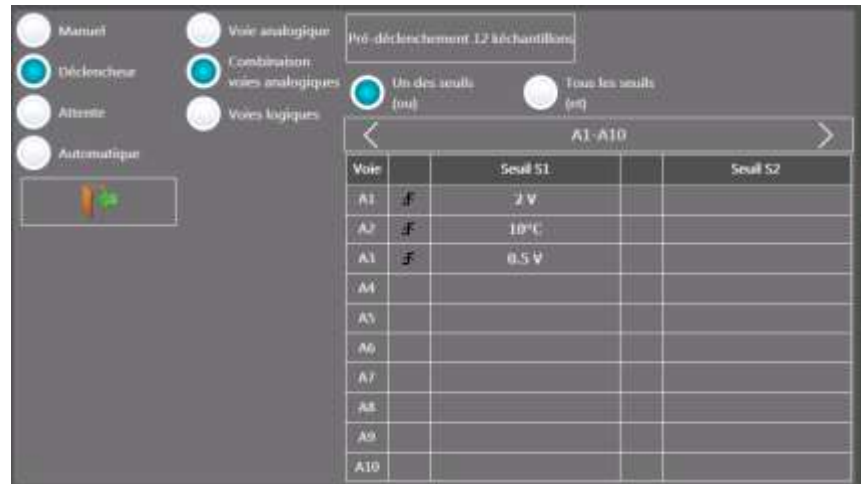 Manuel
Déclencheur
Attente
Automatique
Voie analogique
Combinaison
voies analogiques
Voies logiques
Pré-déclenchement 12 kéchantillons
Un des seuils
(ou)
Tous les seuils
(et)
A1-A10
Voie Seuil S1 Seuil S2
A1 2 V
A2 10°C
A3 0.5 V
A4
A5
A6
A7
A8
A9
A10